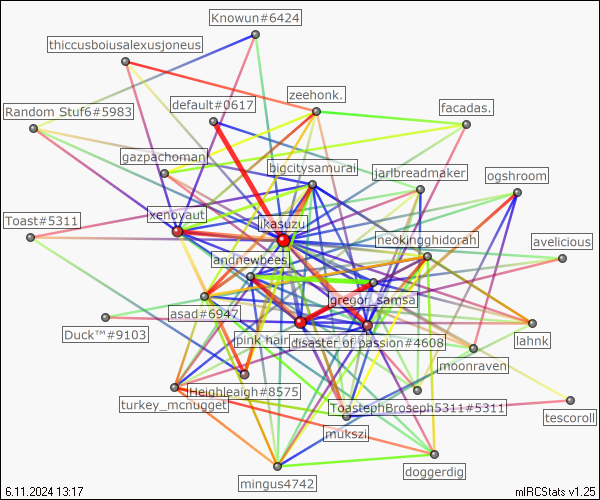 Knowun#6424
thiccusboiusalexusjoneus
zeehonk.
default#0617
facadas.
Random Stuf6#5983
gazpachoman
bigcitysamurai
jarlbreadmaker
ogshroom
xenoyaut
Toast#5311
ikasuzu
neokingghidorah
avelicious
landnewbees
gregor_samsa
asad#6947
Duck™#9103
pink hair
disaster of passion#4608
lahnk
moonraven
Heighleaigh#8575
turkey_mcnugget
ToastephBroseph5311#5311
tescoroll
mukszi
doggerdig
mingus4742
6.11.2024 13:17
mIRCStats v1.25